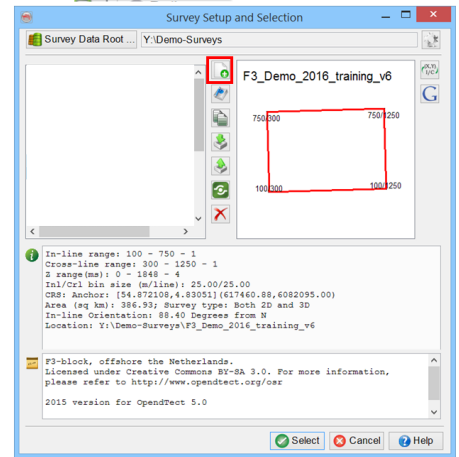 Survey Setup and Selection
Survey Data Root ... Y:\Demo-Surveys
F3_Demo_2016_training_v6
(X,Y)
I/C
G
750/300 750/1250
100/300 100/1250
In-line range: 100 - 750 - 1
Cross-line range: 300 - 1250 - 1
Z range(ms): 0 - 1848 - 4
Inl/Crl bin size (m/line): 25.00/25.00
CRS: Anchor: [54.872108,4.83051] (617460.88,6082095.00)
Area (sq km): 386.93; Survey type: Both 2D and 3D
In-line Orientation: 88.40 Degrees from N
Location: Y:\Demo-Surveys\F3_Demo_2016_training_v6
F3-block, offshore the Netherlands.
Licensed under Creative Commons BY-SA 3.0. For more information,
please refer to http://www.opendtect.org/osr
2015 version for OpendTect 5.0
Select Cancel Help